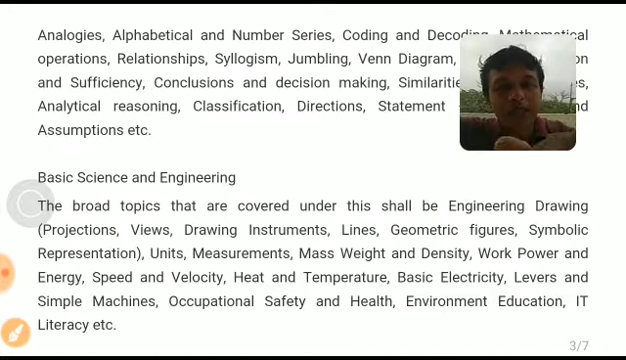 Analogies, Alphabetical and Number Series, Coding and Decoding, Mathematical
operations, Relationships, Syllogism, Jumbling, Venn Diagram,
and Sufficiency, Conclusions and decision making,
Analytical reasoning, Classification, Directions, Statement
Assumptions etc.
Basic Science and Engineering
The broad topics that are covered under this shall be Engineering Drawing
(Projections, Views, Drawing Instruments, Lines, Geometric figures, Symbolic
Representation), Units, Measurements, Mass Weight and Density, Work Power and
Energy, Speed and Velocity, Heat and Temperature, Basic Electricity, Levers and
Simple Machines, Occupational Safety and Health, Environment Education, IT
Literacy etc.
3/7